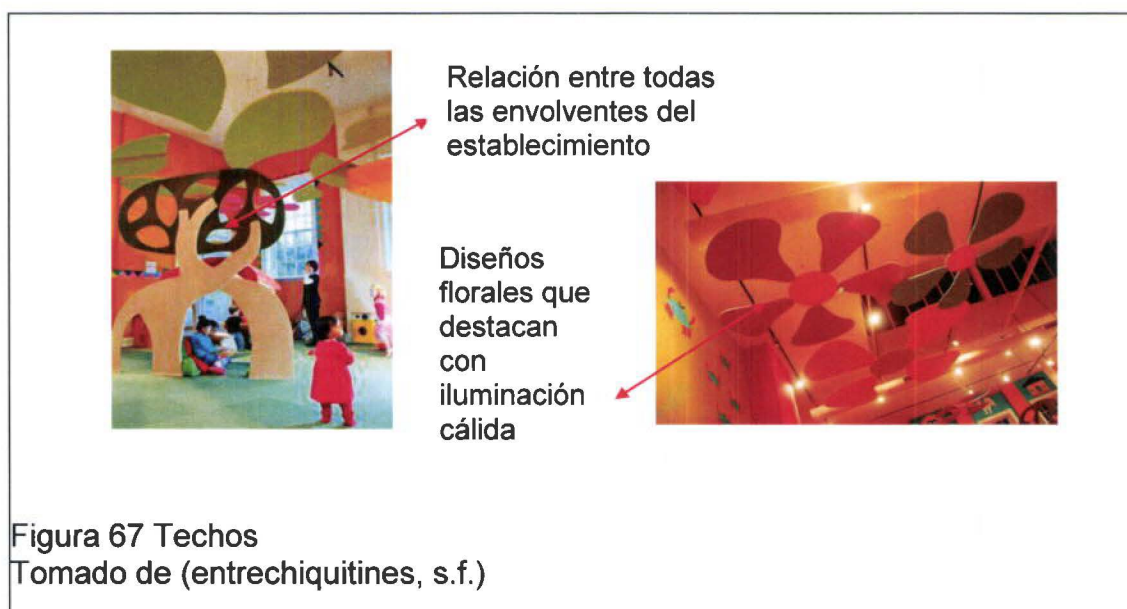 Relación entre todas
las envolventes del
establecimiento
Diseños
florales que
destacan
con
iluminación
cálida
Figura 67 Techos
Tomado de (entrechiquitines, s.f.)